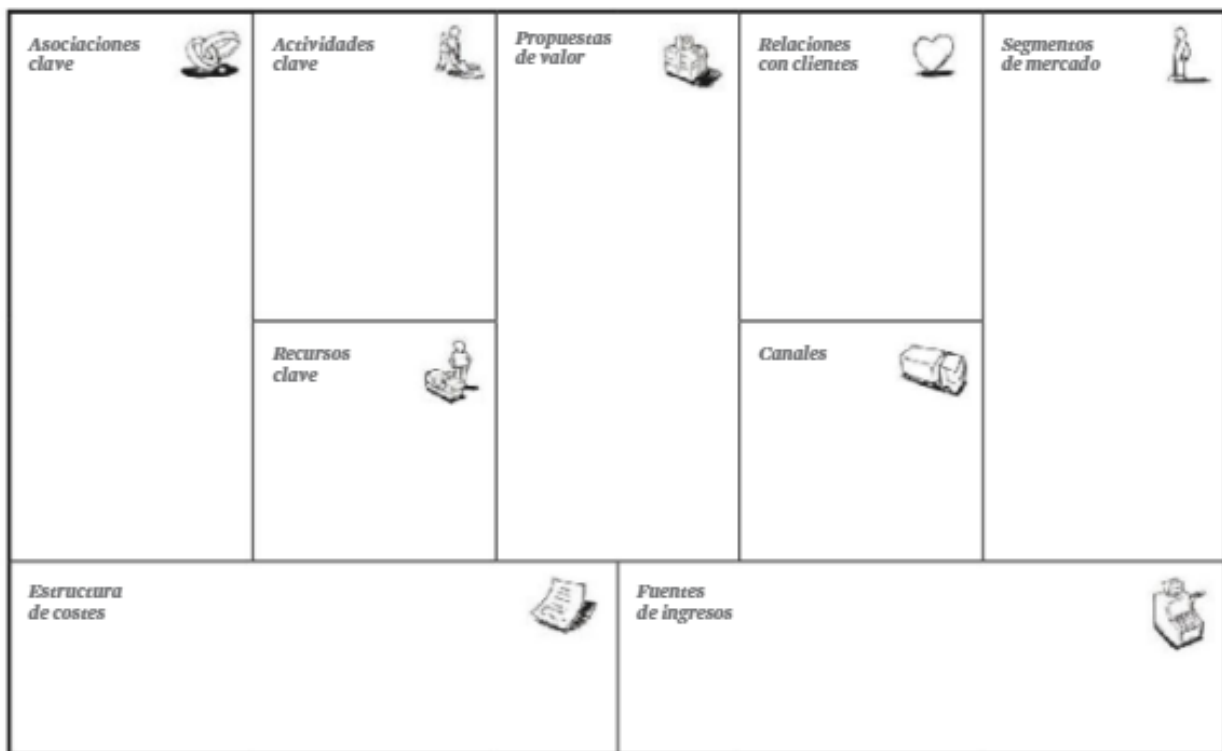 Asociaciones
clave
Actividades
clave
Propuestas
de valor
Relaciones
con clientes
Segmentos
de mercado
Recursos
clave
Canales
Estructura
de costes
Fuentes
de ingresos